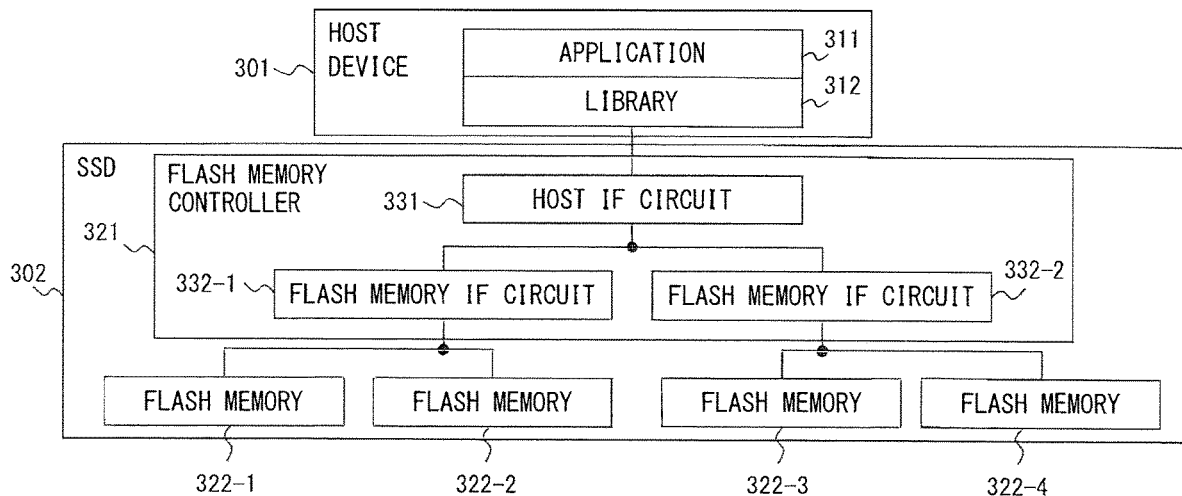 HOST
DEVICE
301
APPLICATION
311
LIBRARY
312
SSD
302
FLASH MEMORY
CONTROLLER
321
331
HOST IF CIRCUIT
332-1
FLASH MEMORY IF CIRCUIT
FLASH MEMORY IF CIRCUIT
332-2
FLASH MEMORY
FLASH MEMORY
FLASH MEMORY
FLASH MEMORY
322-1
322-2
322-3
322-4